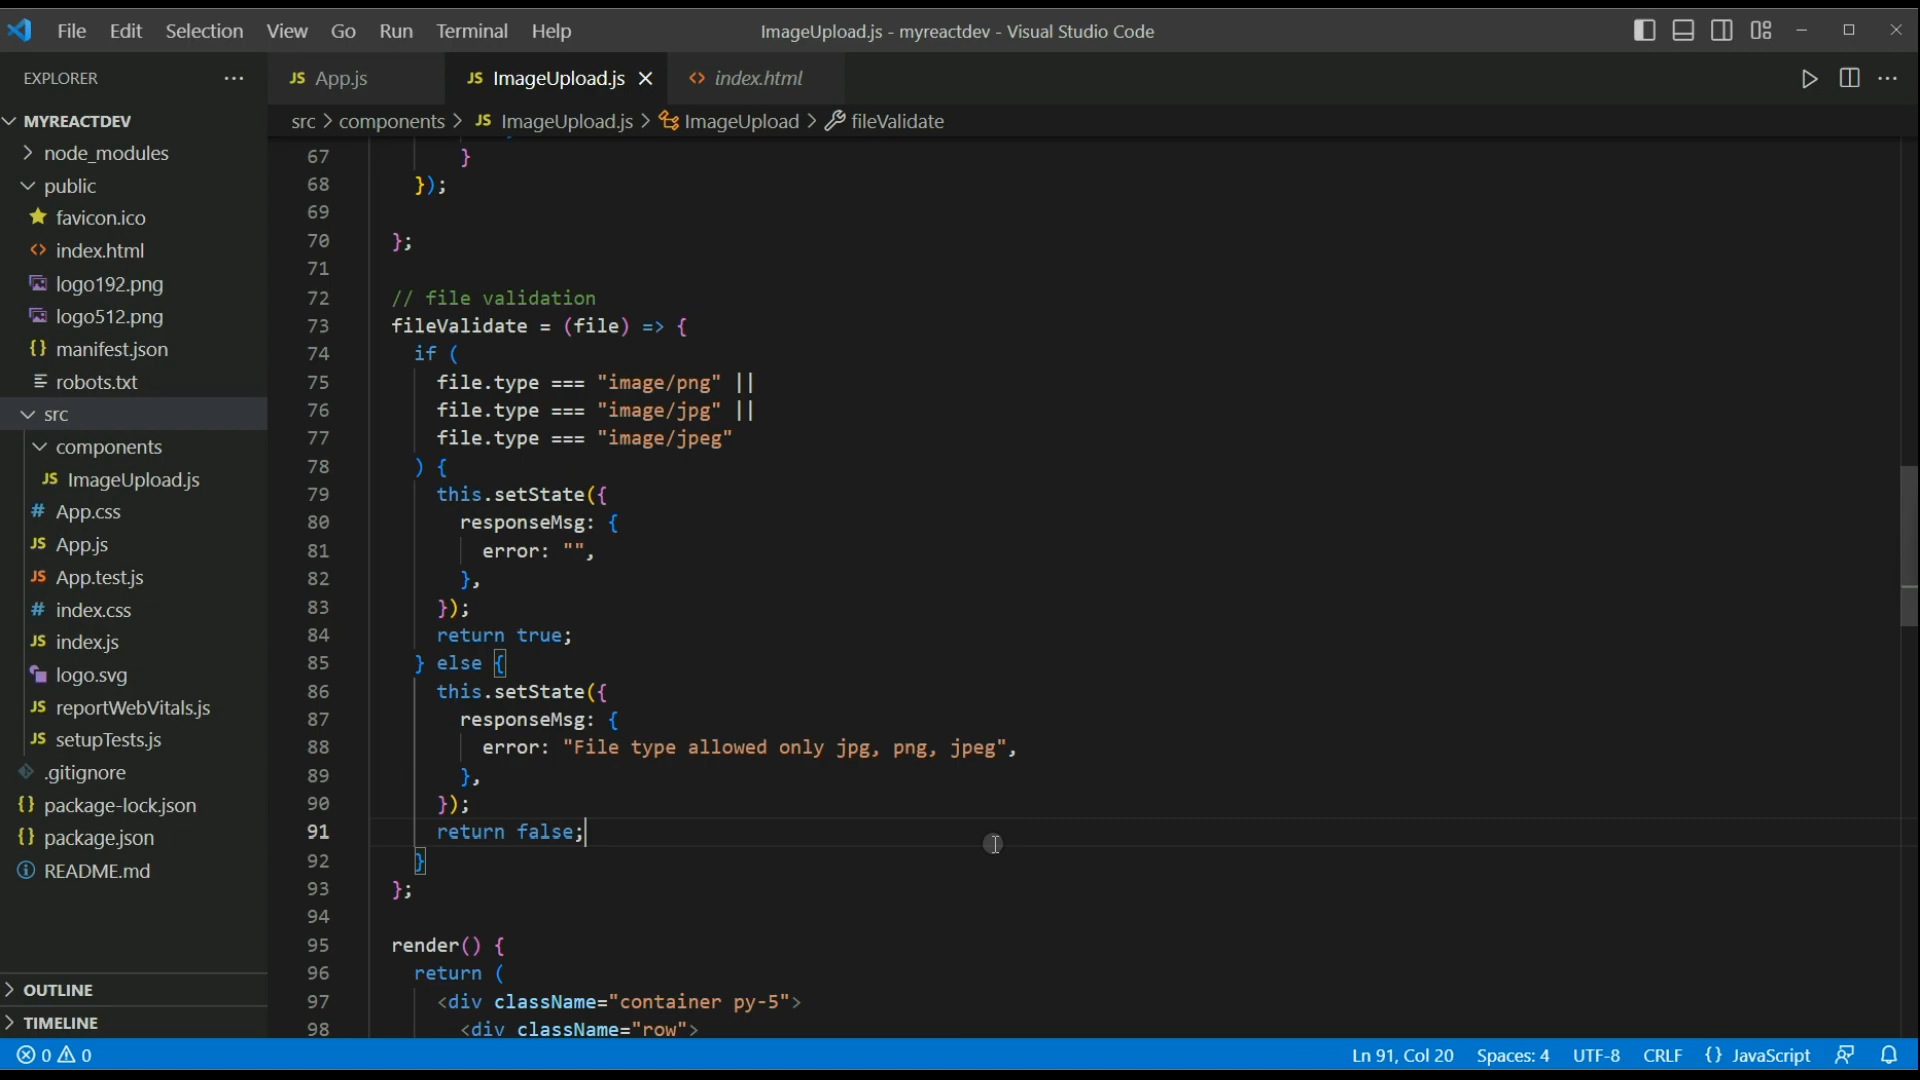 File Edit Selection View Go Run Terminal Help
ImageUpload.js - myreactdev - Visual Studio Code
EXPLORER
MYREACTDEV
node_modules
public
favicon.ico
<> index.html
logo192.png
logo512.png
{} manifest.json
robots.txt
src
components
JS ImageUpload.js
# App.css
JS App.js
JS App.test.js
# index.css
JS index.js
logo.svg
JS reportWebVitals.js
JS setupTests.js
.gitignore
{} package-lock.json
{} package.json
README.md
OUTLINE
TIMELINE
JS App.js
JS ImageUpload.js
<> index.html
src > components > JS ImageUpload.js > ImageUpload > fileValidate
67 }
68 });
69
70 };
71
72 // file validation
73 fileValidate = (file) => {
74 if (
75 file.type === "image/png" ||
76 file.type === "image/jpg" ||
77 file.type === "image/jpeg"
78 ) {
79 this.setState({
80 responseMsg: {
81 error: "",
82 },
83 });
84 return true;
85 } else {
86 this.setState({
87 responseMsg: {
88 error: "File type allowed only jpg, png, jpeg",
89 },
90 });
91 return false;
92 }
93 };
94
95 render() {
96 return (
97 <div className="container py-5">
98 <div className="row">
0 0
Ln 91, Col 20 Spaces: 4 UTF-8 CRLF {} JavaScript